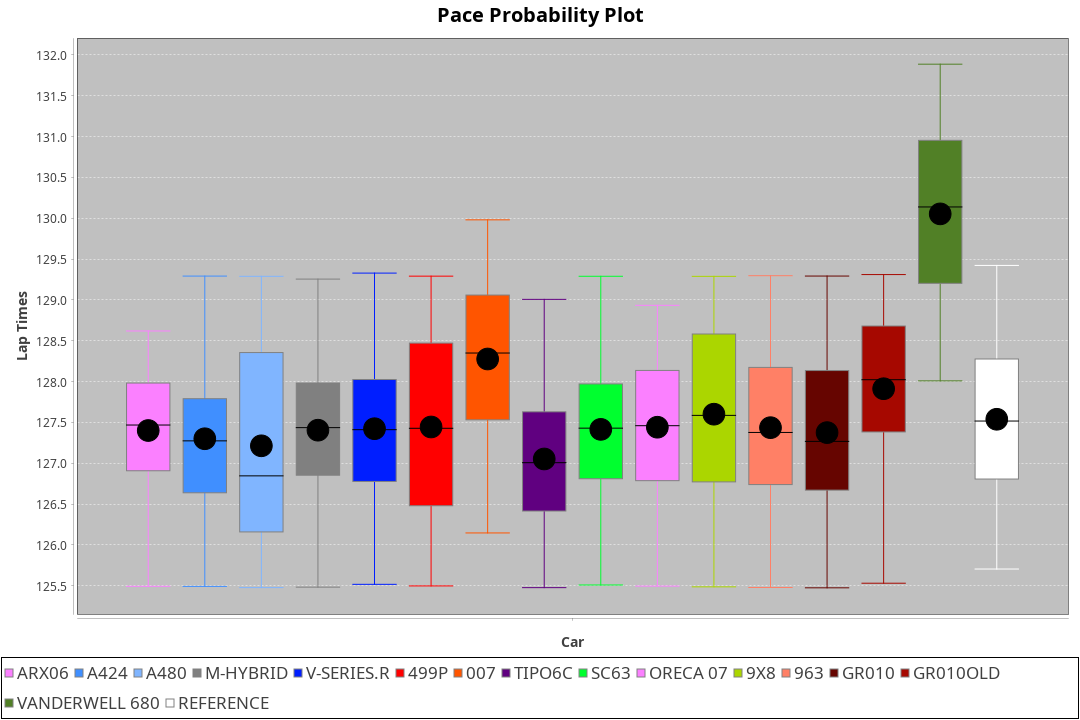 Pace Probability Plot
132.0
131.5
131.0
130.5
130.0
129.5
129.0
128.5
128.0
127.5
127.0
126.5
126.0
125.5
Lap Times
Car
ARX06 A424 A480 M-HYBRID V-SERIES.R 499P 007 TIPO6C SC63 ORECA 07 9X8 963 GR010 GR010OLD
VANDERWELL 680 REFERENCE